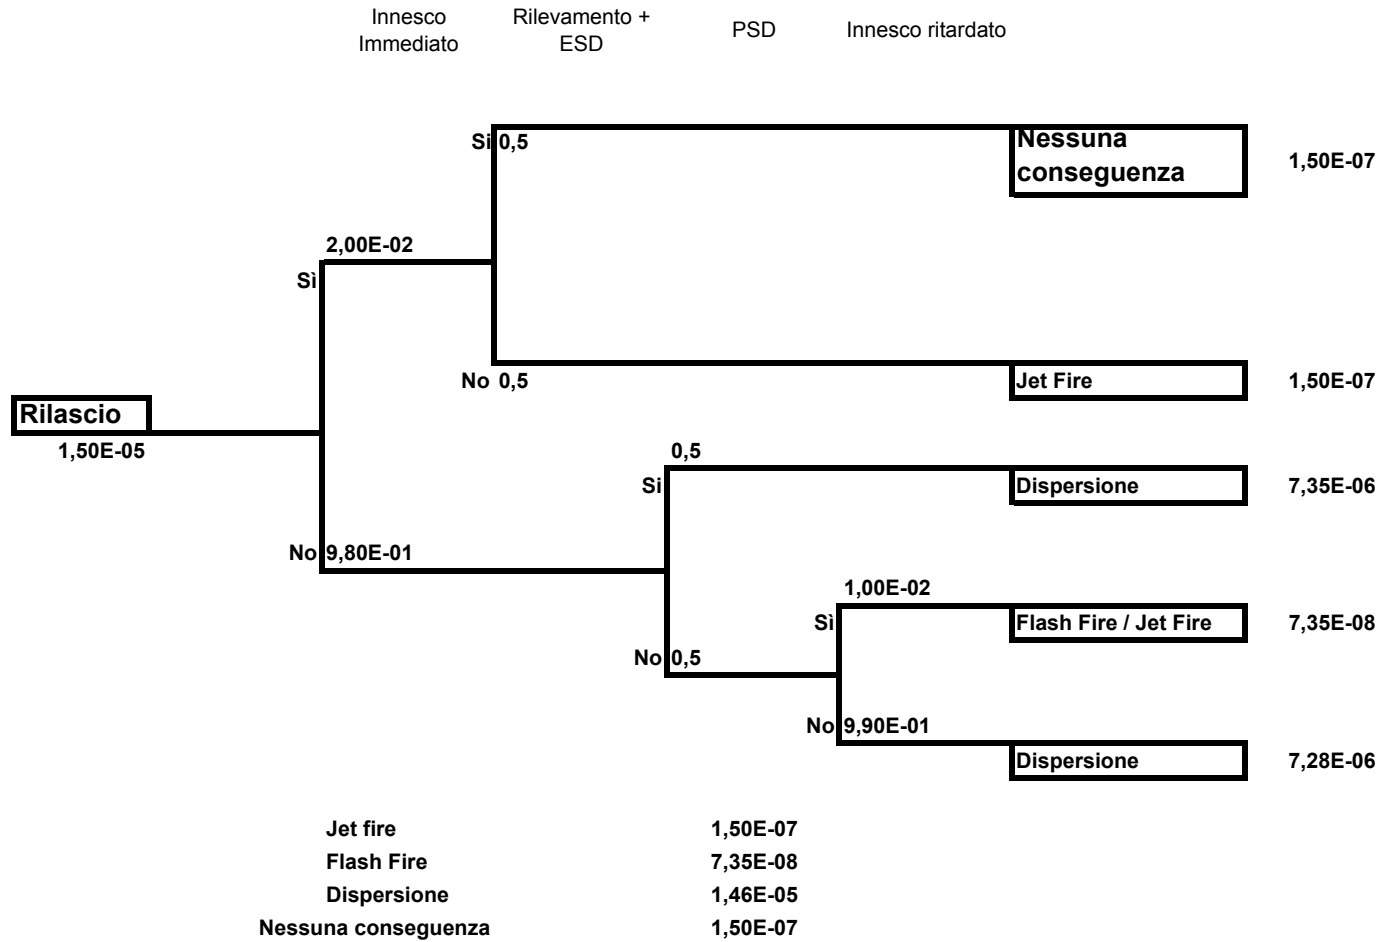 Innesco
Immediato
Rilevamento +
ESD
PSD
Innesco ritardato
Si 0,5
Nessuna
conseguenza
1,50E-07
2,00E-02
Sì
No 0,5
Jet Fire
1,50E-07
Rilascio
1,50E-05
0,5
Si
Dispersione
7,35E-06
No 9,80E-01
1,00E-02
Sì
Flash Fire / Jet Fire
7,35E-08
No 0,5
No 9,90E-01
Dispersione
7,28E-06
Jet fire 1,50E-07
Flash Fire 7,35E-08
Dispersione 1,46E-05
Nessuna conseguenza 1,50E-07